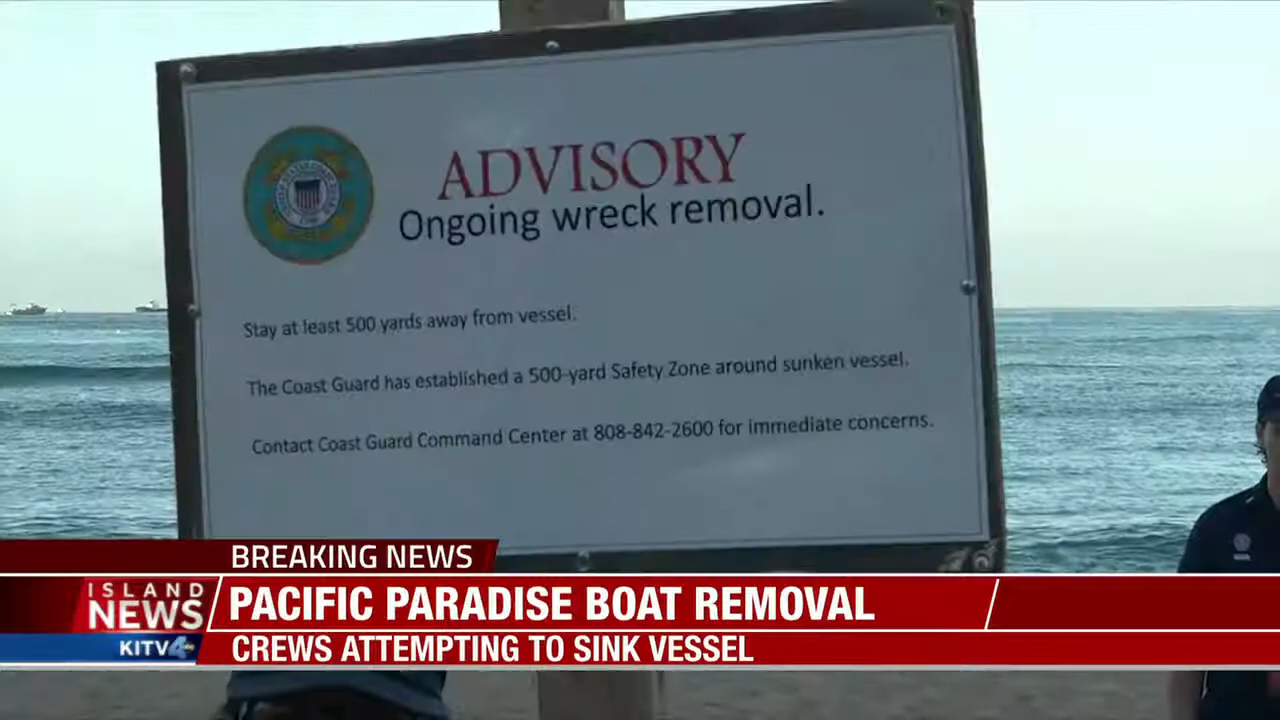 ADVISORY
Ongoing wreck removal.
Stay at least 500 yards away from vessel.
The Coast Guard has established a 500-yard Safety Zone around sunken vessel.
Contact Coast Guard Command Center at 808-842-2600 for immediate concerns.
BREAKING NEWS
ISLAND
NEWS
KITV4
PACIFIC PARADISE BOAT REMOVAL
CREWS ATTEMPTING TO SINK VESSEL